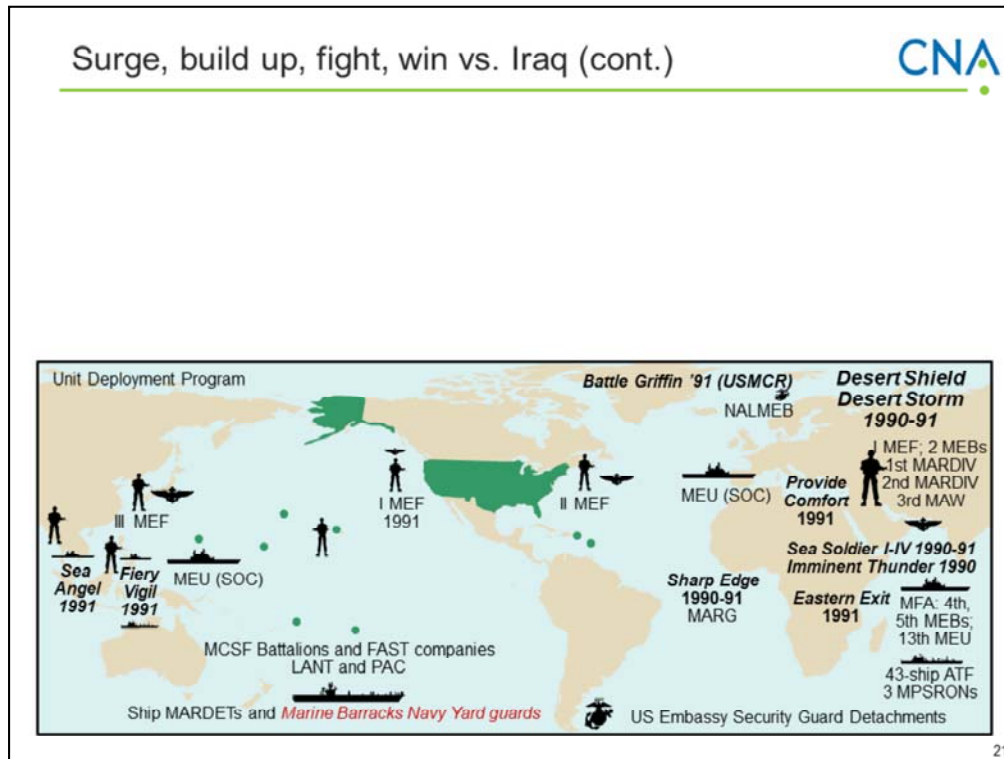 Surge, build up, fight, win vs. Iraq (cont.)
CNA
Unit Deployment Program
Battle Griffin '91 (USMCR)
NALMEB
Desert Shield
Desert Storm
1990-91
I MEF; 2 MEBs
1st MARDIV
2nd MARDIV
3rd MAW
III MEF
I MEF
1991
II MEF
MEU (SOC)
Provide
Comfort
1991
Sea
Angel
1991
Fiery
Vigil
1991
MEU (SOC)
Sea Soldier I-IV 1990-91
Imminent Thunder 1990
Sharp Edge
1990-91
MARG
Eastern Exit
1991
MFA: 4th,
5th MEBs;
13th MEU
43-ship ATF
3 MPSRONs
MCSF Battalions and FAST companies
LANT and PAC
Ship MARDETs and Marine Barracks Navy Yard guards
US Embassy Security Guard Detachments
21